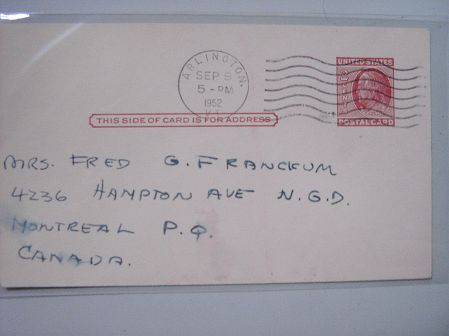 ARLINGTON.
SEP 8
5 - PM
1952
UNITED STATES
POSTAL CARD
THIS SIDE OF CARD IS FOR ADDRESS
MRS. FRED G. FRANCKUM
4236 HAMPTON AVE N.G.D.
MONTREAL P.Q.
CANADA.